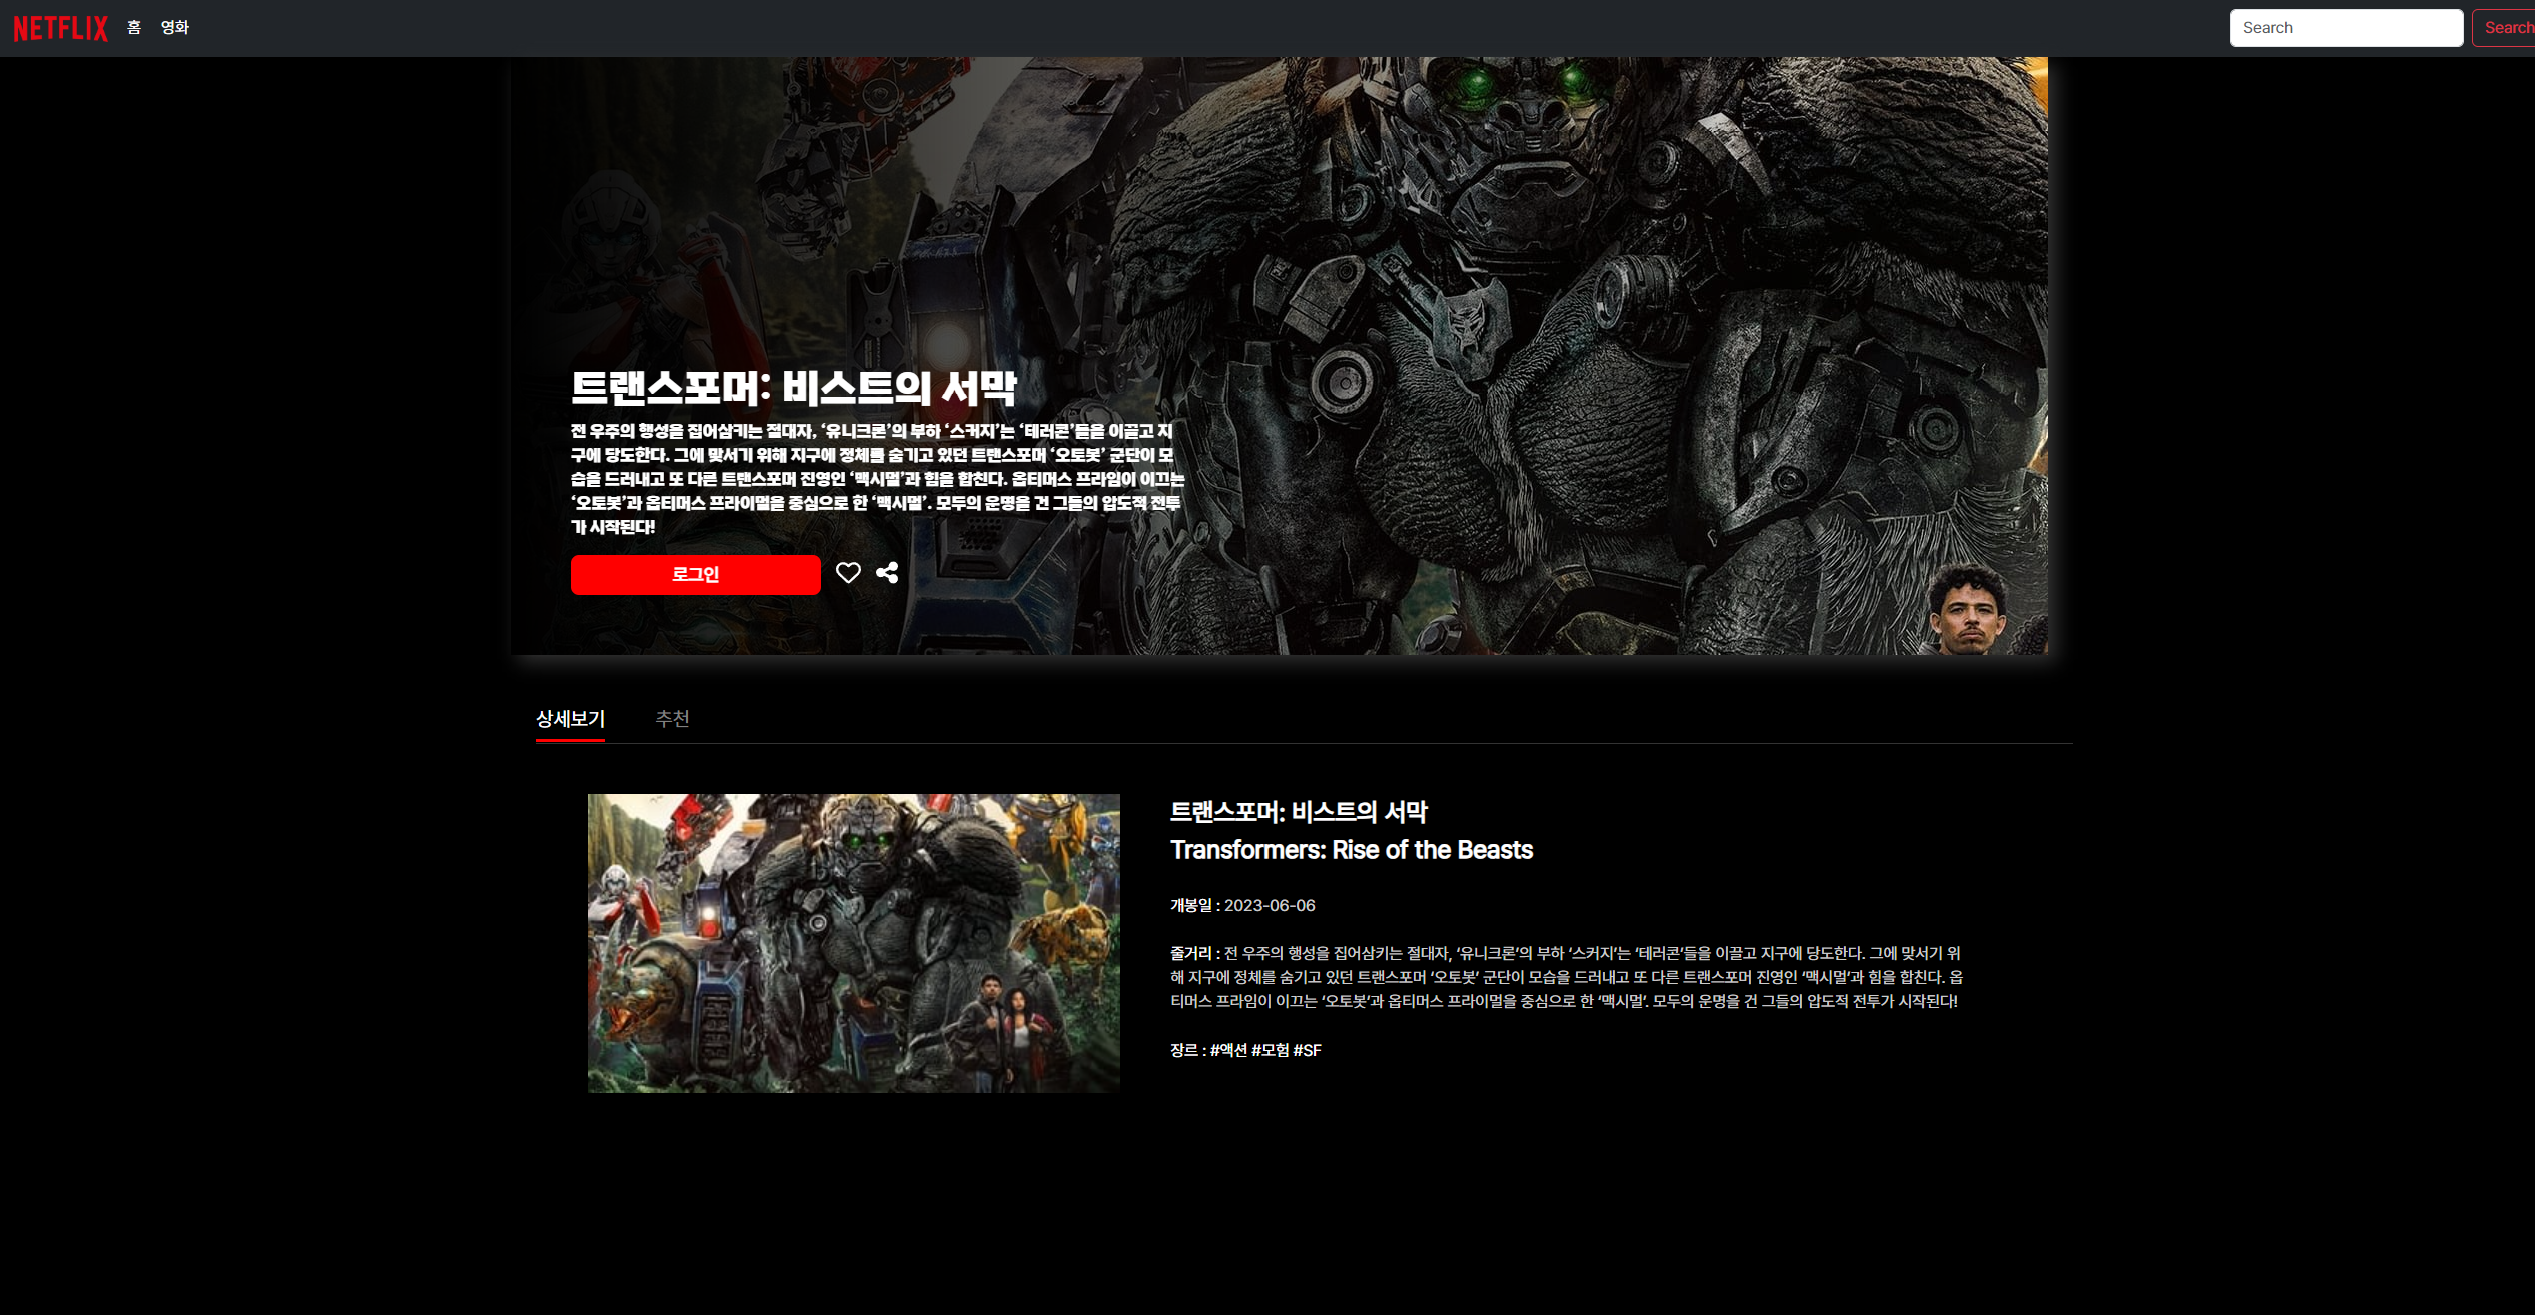 NETFLIX 홈 영화 Search Search
트랜스포머: 비스트의 서막
전 우주의 행성을 집어삼키는 절대자, ‘유니크론’의 부하 ‘스커지’는 ‘테러콘’들을 이끌고 지
구에 당도한다. 그에 맞서기 위해 지구에 정체를 숨기고 있던 트랜스포머 ‘오토봇’ 군단이 모
습을 드러내고 또 다른 트랜스포머 진영인 ‘맥시멀’과 힘을 합친다. 옵티머스 프라임이 이끄는
‘오토봇’과 옵티머스 프라이멀을 중심으로 한 ‘맥시멀’. 모두의 운명을 건 그들의 압도적 전투
가 시작된다!
로그인
상세보기 추천
트랜스포머: 비스트의 서막
Transformers: Rise of the Beasts
개봉일 : 2023-06-06
줄거리 : 전 우주의 행성을 집어삼키는 절대자, ‘유니크론’의 부하 ‘스커지’는 ‘테러콘’들을 이끌고 지구에 당도한다. 그에 맞서기 위
해 지구에 정체를 숨기고 있던 트랜스포머 ‘오토봇’ 군단이 모습을 드러내고 또 다른 트랜스포머 진영인 ‘맥시멀’과 힘을 합친다. 옵
티머스 프라임이 이끄는 ‘오토봇’과 옵티머스 프라이멀을 중심으로 한 ‘맥시멀’. 모두의 운명을 건 그들의 압도적 전투가 시작된다!
장르 : #액션 #모험 #SF